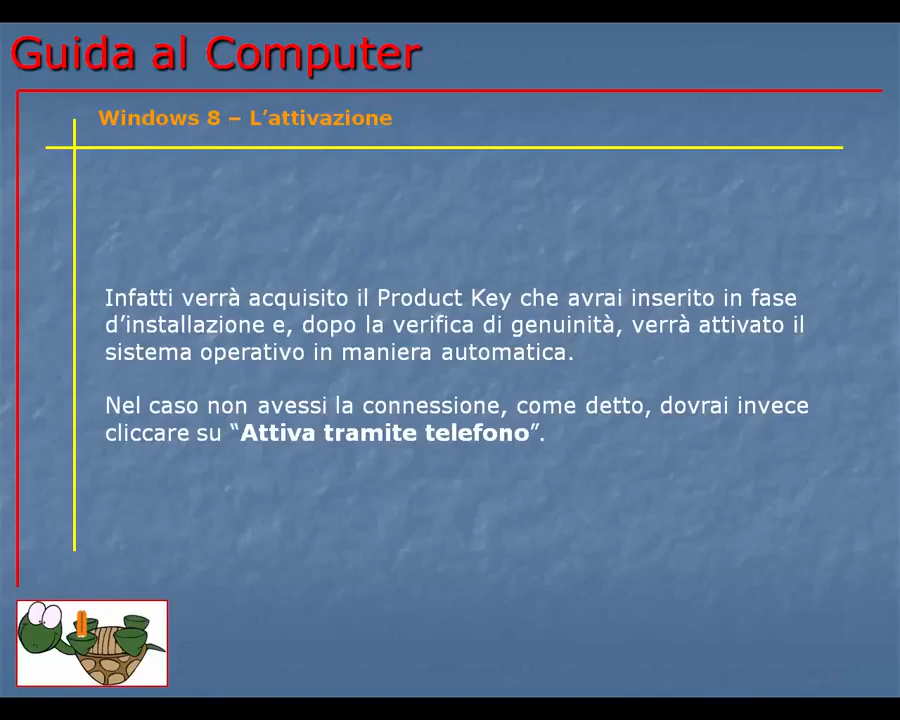 Guida al Computer
Windows 8 – L’attivazione
Infatti verrà acquisito il Product Key che avrai inserito in fase
d’installazione e, dopo la verifica di genuinità, verrà attivato il
sistema operativo in maniera automatica.
Nel caso non avessi la connessione, come detto, dovrai invece
cliccare su “Attiva tramite telefono”.